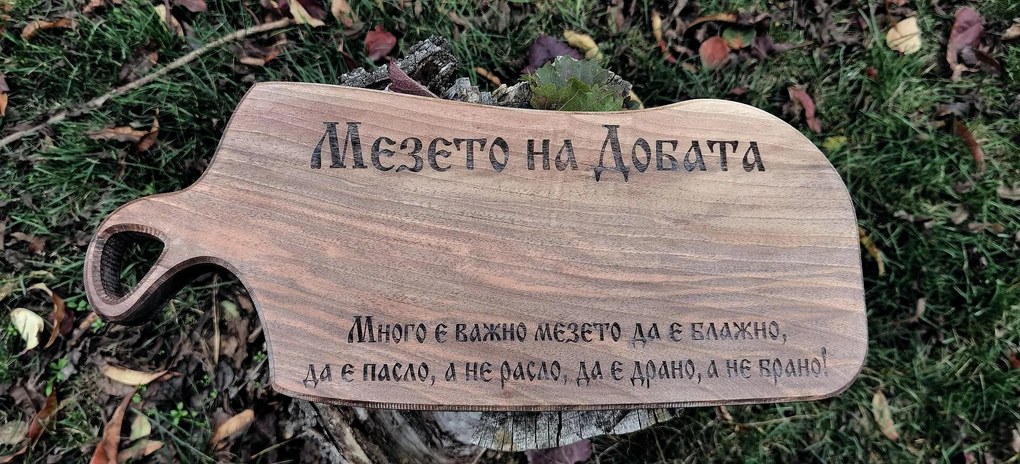 Мезето на Добата
Много е важно мезето да е блажно,
да е пасло, а не расло, да е драно, а не брано!